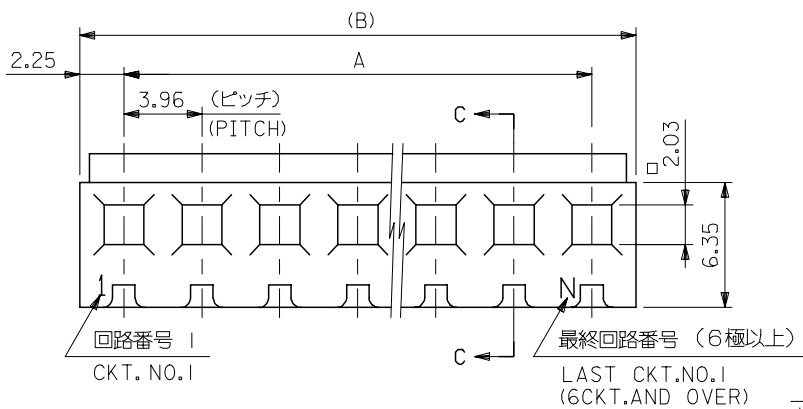 (B)
2.25
A
3.96 (ピッチ)
(PITCH)
C
□ 2.03
6.35
1
N
回路番号 1
CKT.NO.1
C
最終回路番号 (6極以上)
LAST CKT.NO.1
(6CKT.AND OVER)